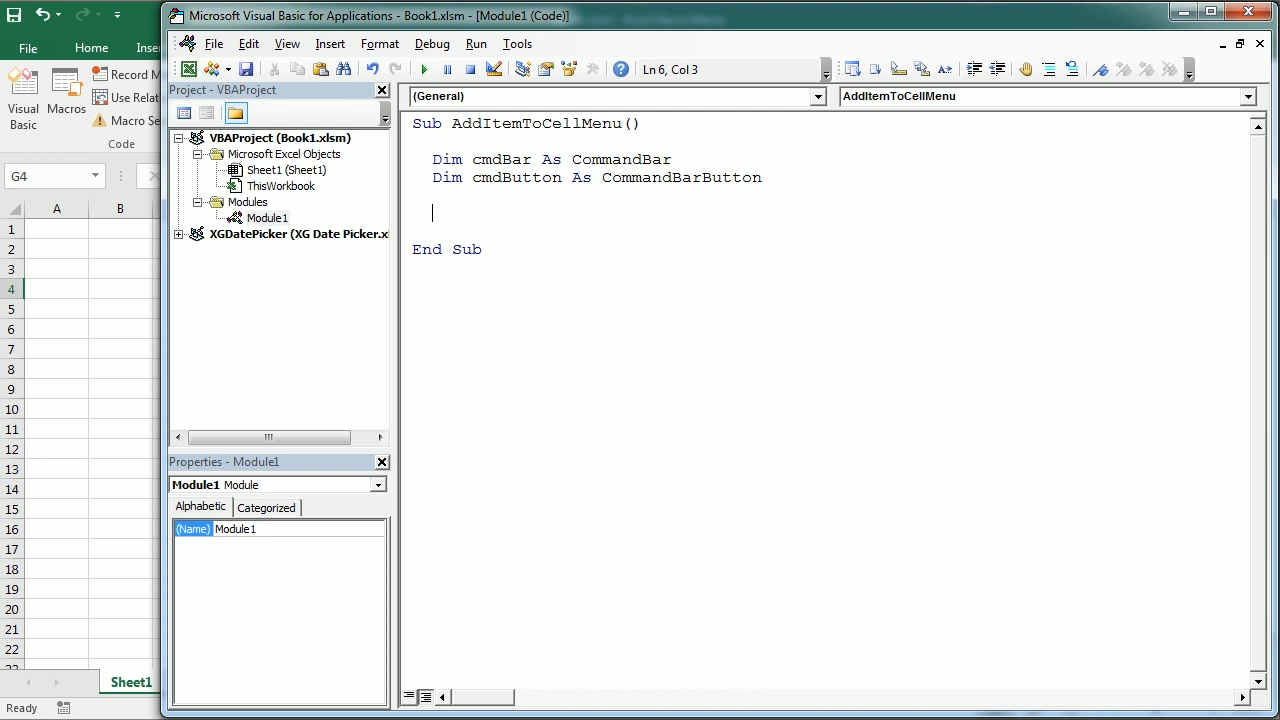 Microsoft Visual Basic for Applications - Book1.xlsm - [Module1 (Code)]
File Home Inser
File Edit View Insert Format Debug Run Tools
Ln 6, Col 3
Record M
Use Relat
Macro Se
Visual Basic
Macros
Code
G4
A B
1
2
3
4
5
6
7
8
9
10
11
12
13
14
15
16
17
18
19
20
21
22
Sheet1
Ready
Project - VBAProject
VBAProject (Book1.xlsm)
Microsoft Excel Objects
Sheet1 (Sheet1)
ThisWorkbook
Modules
Module1
XGDatePicker (XG Date Picker.x
Properties - Module1
Module1 Module
Alphabetic Categorized
(Name) Module1
(General) AddItemToCellMenu
Sub AddItemToCellMenu()
Dim cmdBar As CommandBar
Dim cmdButton As CommandBarButton
End Sub